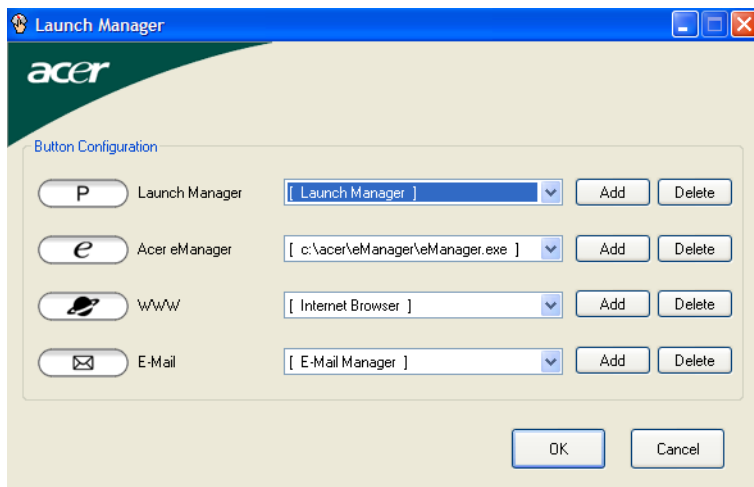 Launch Manager
acer
Button Configuration
P Launch Manager [ Launch Manager ] Add Delete
e Acer eManager [ c:\acer\eManager\eManager.exe ] Add Delete
WWW [ Internet Browser ] Add Delete
E-Mail [ E-Mail Manager ] Add Delete
OK Cancel